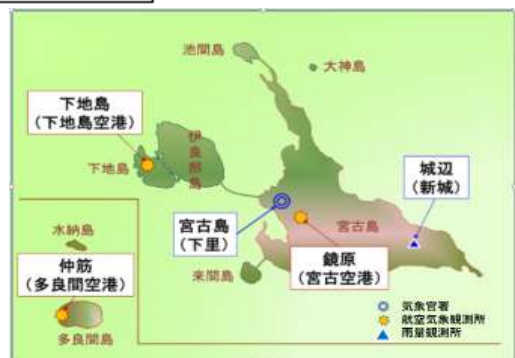 池間島
大神島
下地島
(下地島空港)
伊良部島
下地島
城辺
(新城)
宮古島
(下里)
宮古島
鏡原
(宮古空港)
来間島
水納島
仲筋
(多良間空港)
多良間島
気象官署
航空気象観測所
雨量観測所